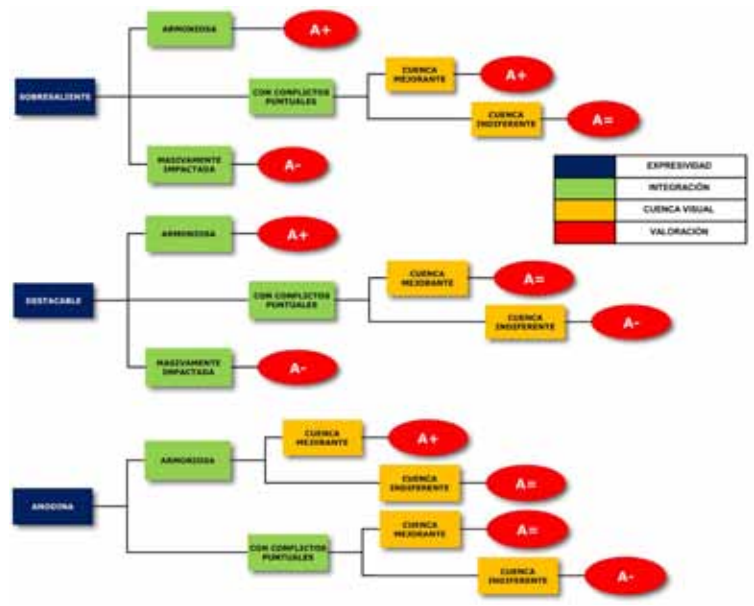 ARMONIOSA
A+
SOBRESALIENTE
CON CONFLICTOS
PUNTUALES
CUENCA
MEJORANTE
A+
CUENCA
INDIFERENTE
A=
MASIVAMENTE
IMPACTADA
A-
EXPRESIVIDAD
INTEGRACIÓN
CUENCA VISUAL
VALORACIÓN
ARMONIOSA
A+
DESTACABLE
CON CONFLICTOS
PUNTUALES
CUENCA
MEJORANTE
A=
CUENCA
INDIFERENTE
A-
MASIVAMENTE
IMPACTADA
A-
ANODINA
ARMONIOSA
CUENCA
MEJORANTE
A+
CUENCA
INDIFERENTE
A=
CON CONFLICTOS
PUNTUALES
CUENCA
MEJORANTE
A=
CUENCA
INDIFERENTE
A-